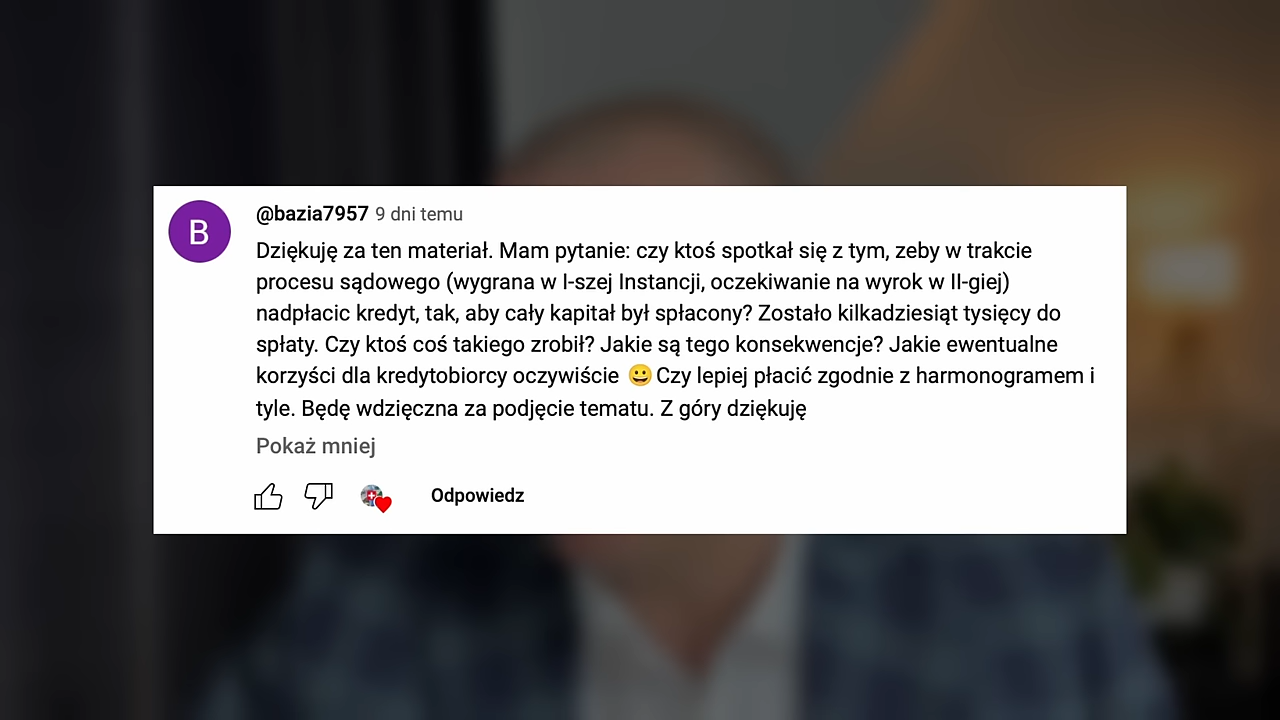 B
@bazia7957 9 dni temu
Dziękuję za ten materiał. Mam pytanie: czy ktoś spotkał się z tym, zeby w trakcie
procesu sądowego (wygrana w I-szej Instancji, oczekiwanie na wyrok w II-giej)
nadpłacic kredyt, tak, aby cały kapitał był spłacony? Zostało kilkadziesiąt tysięcy do
spłaty. Czy ktoś coś takiego zrobił? Jakie są tego konsekwencje? Jakie ewentualne
korzyści dla kredytobiorcy oczywiście 😀 Czy lepiej płacić zgodnie z harmonogramem i
tyle. Będę wdzięczna za podjęcie tematu. Z góry dziękuję
Pokaż mniej
Odpowiedz